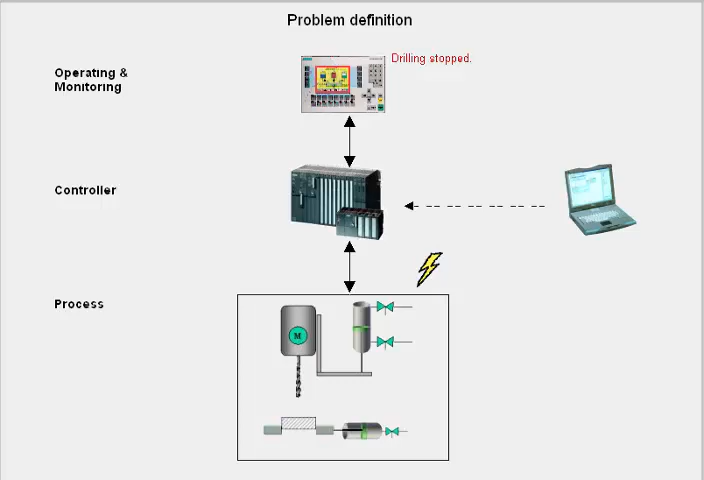 Problem definition
Drilling stopped.
Operating &
Monitoring
Controller
Process
M